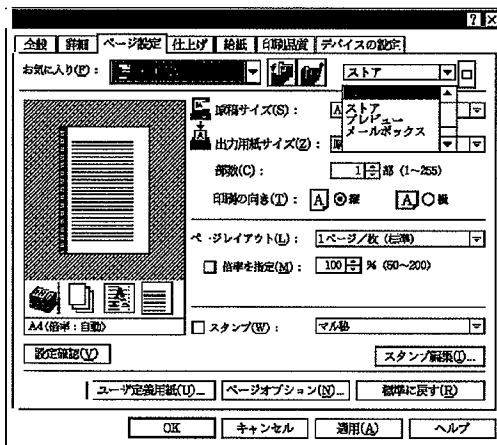 ? ×
全般 詳細 ページ設定 仕上げ 給紙 印刷品質 デバイスの設定
お気に入り(F):
ストア
ストア
プレビュー
メールボックス
原稿サイズ(S): A
出力用紙サイズ(Z): 原
部数(C): 1 部 (1~255)
印刷の向き(T): A 縦 A 横
ページレイアウト(L): 1ページ/枚 (標準)
倍率を指定(M): 100 % (50~200)
A4(倍率:自動)
スタンプ(W): マル秘
設定確認(V)
スタンプ編集(I)...
ユーザ定義用紙(U)... ページオプション(N)... 標準に戻す(R)
OK キャンセル 適用(A) ヘルプ